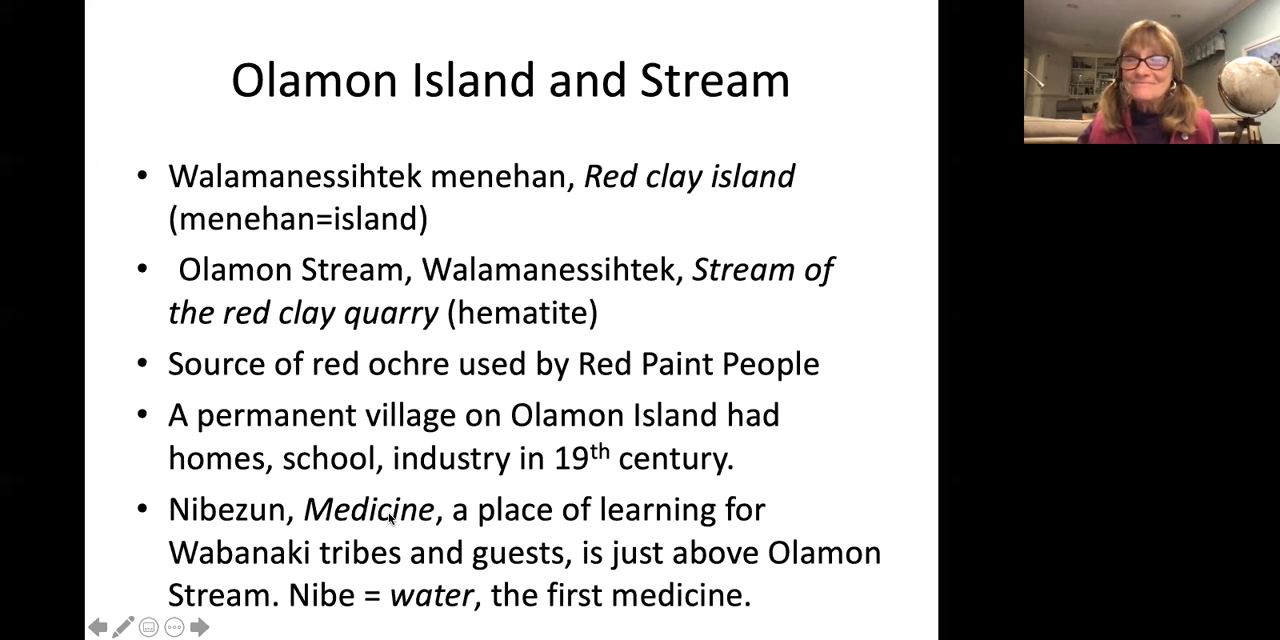 Olamon Island and Stream
• Walamanessihtek menehan, Red clay island
(menehan=island)
• Olamon Stream, Walamanessihtek, Stream of
the red clay quarry (hematite)
• Source of red ochre used by Red Paint People
• A permanent village on Olamon Island had
homes, school, industry in 19th century.
• Nibezun, Medicine, a place of learning for
Wabanaki tribes and guests, is just above Olamon
Stream. Nibe = water, the first medicine.